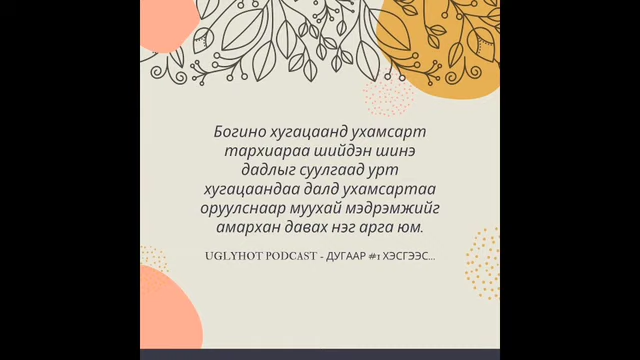 Богино хугацаанд ухамсарт
тархиараа шийдэн шинэ
дадлыг суулгаад урт
хугацаандаа далд ухамсартаа
оруулснаар муухай мэдрэмжийг
амархан давах нэг арга юм.
UGLYHOT PODCAST - ДУГААР #1 ХЭСГЭЭС...